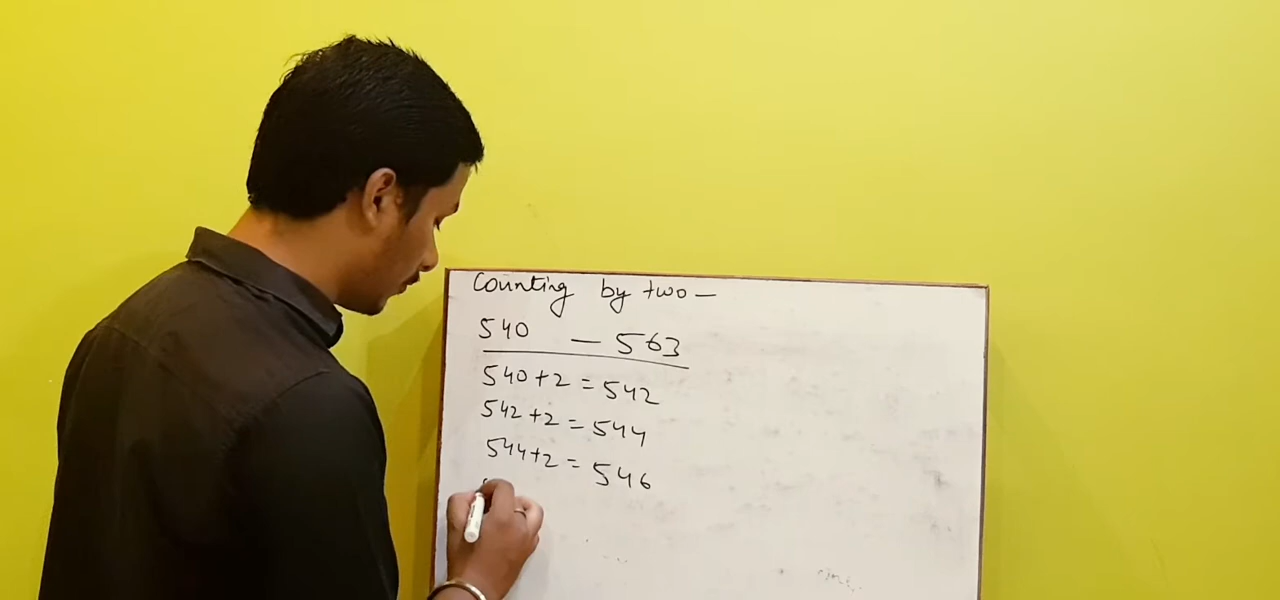 Counting by two —
540 — 563
540+2 = 542
542 +2 = 544
544+2 = 546